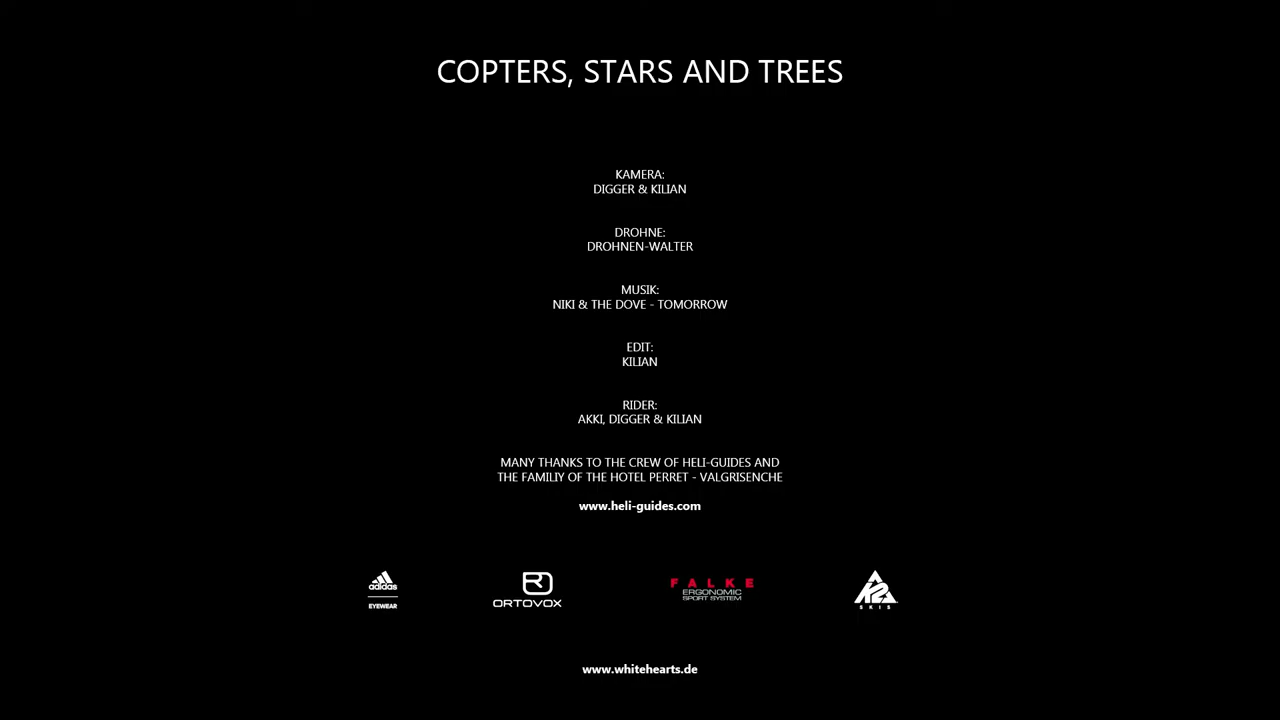 COPTERS, STARS AND TREES
KAMERA:
DIGGER & KILIAN
DROHNE:
DROHNEN-WALTER
MUSIK:
NIKI & THE DOVE - TOMORROW
EDIT:
KILIAN
RIDER:
AKKI, DIGGER & KILIAN
MANY THANKS TO THE CREW OF HELI-GUIDES AND
THE FAMILIY OF THE HOTEL PERRET - VALGRISENCHE
www.heli-guides.com
adidas
EYEWEAR
ORTOVOX
FALKE
ERGONOMIC
SPORT SYSTEM
K2
SKIS
www.whitehearts.de